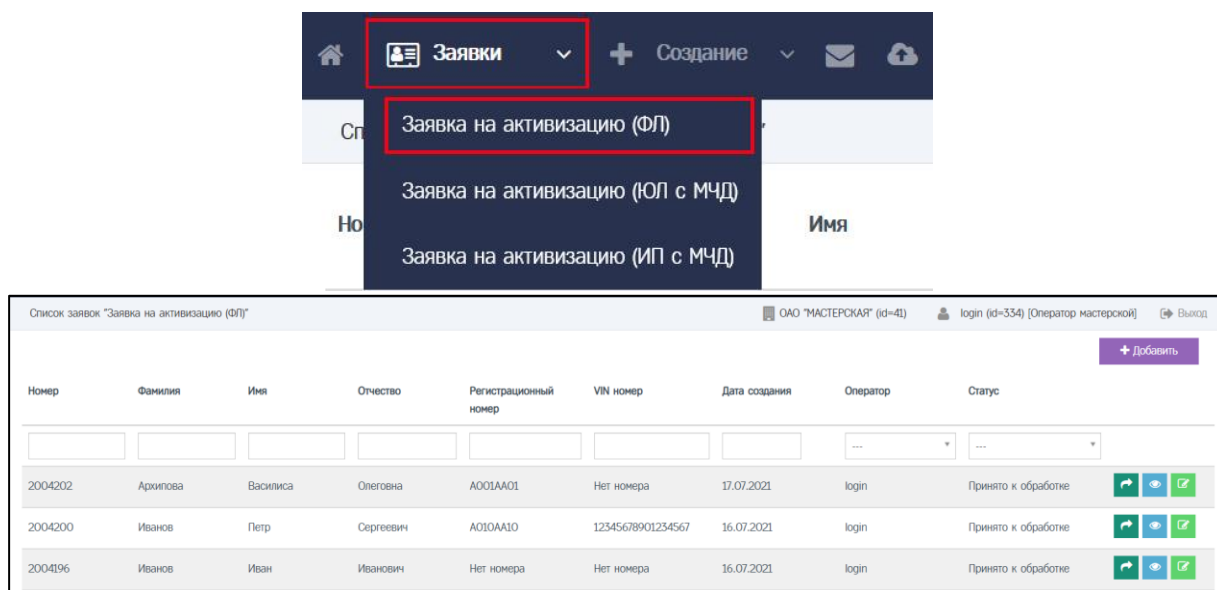 Заявки
Создание
Заявка на активизацию (ФЛ)
Сп
Заявка на активизацию (ЮЛ с МЧД)
Но
Имя
Заявка на активизацию (ИП с МЧД)
Список заявок "Заявка на активизацию (ФЛ)" ОАО "МАСТЕРСКАЯ" (id=41) login (id=334) [Оператор мастерской] Выход
+ Добавить
Номер Фамилия Имя Отчество Регистрационный номер VIN номер Дата создания Оператор Статус
--- ---
2004202 Архипова Василиса Олеговна А001АА01 Нет номера 17.07.2021 login Принято к обработке
2004200 Иванов Петр Сергеевич А010АА10 12345678901234567 16.07.2021 login Принято к обработке
2004196 Иванов Иван Иванович Нет номера Нет номера 16.07.2021 login Принято к обработке